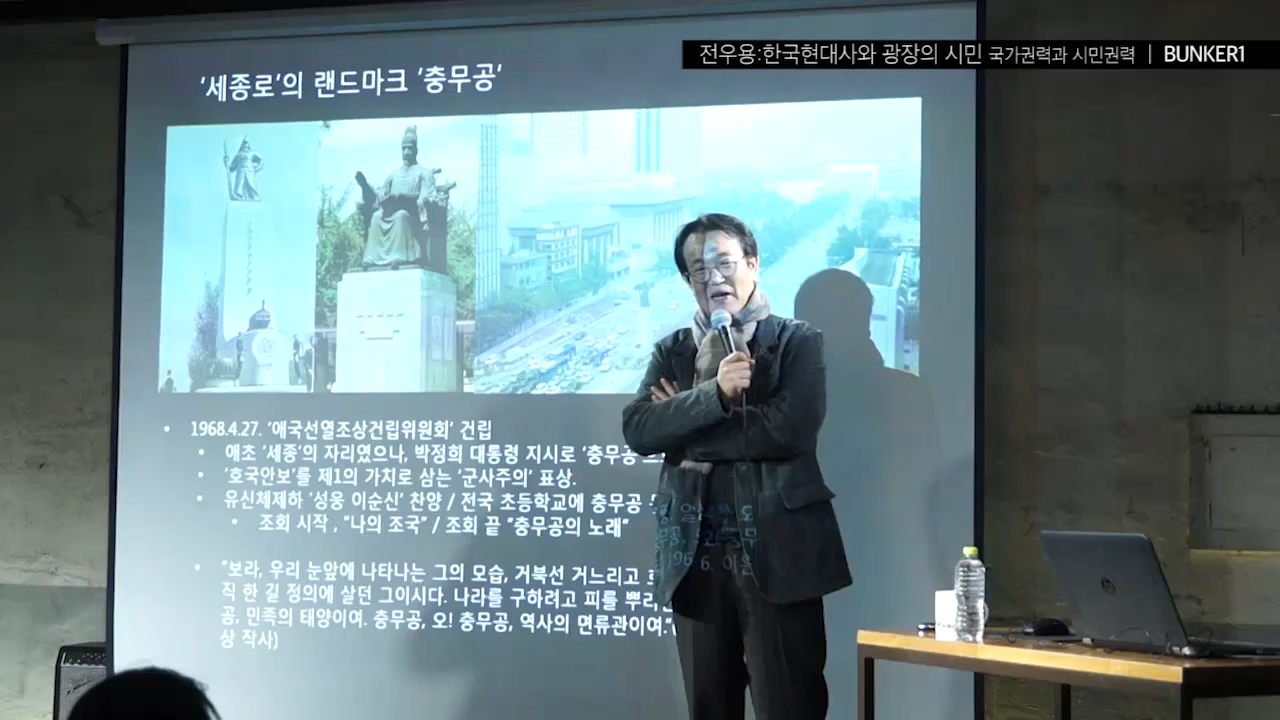 전우용:한국현대사와 광장의 시민 국가권력과 시민권력 | BUNKER1
'세종로'의 랜드마크 '충무공'
• 1968.4.27. '애국선열조상건립위원회' 건립
• 애초 '세종'의 자리였으나, 박정희 대통령 지시로 '충무공
• '호국안보'를 제1의 가치로 삼는 '군사주의' 표상.
• 유신체제하 '성웅 이순신' 찬양 / 전국 초등학교에 충무공
• 조회 시작 , "나의 조국" / 조회 끝 "충무공의 노래"
• "보라, 우리 눈앞에 나타나는 그의 모습, 거북선 거느리고
직 한 길 정의에 살던 그이시다. 나라를 구하려고 피를 뿌리신
공, 민족의 태양이여. 충무공, 오! 충무공, 역사의 면류관이여."(
상 작사)